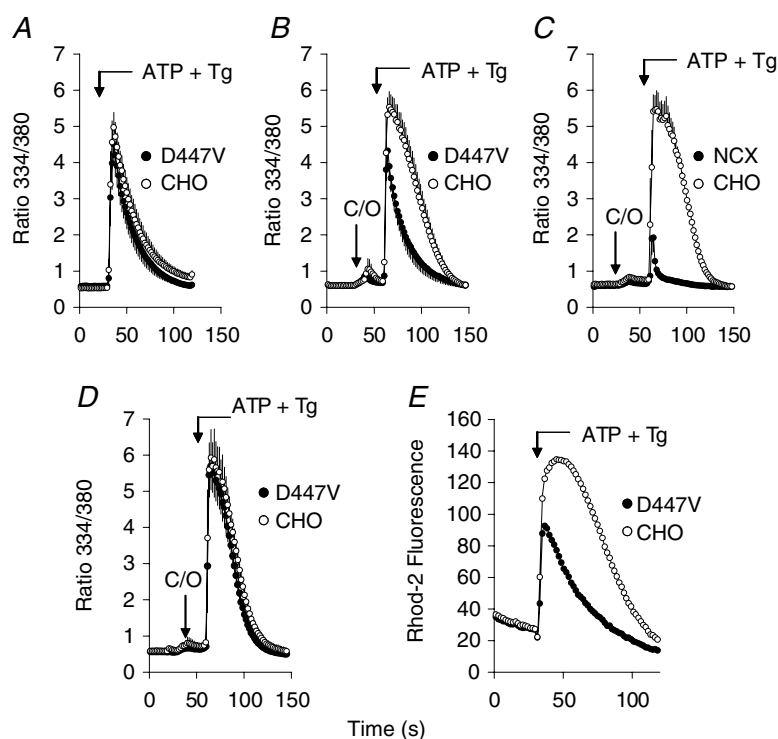 A
ATP + Tg
Ratio 334/380
7
6
5
4
3
2
1
0
D447V
CHO
0 50 100 150
B
ATP + Tg
Ratio 334/380
7
6
5
4
3
2
1
0
D447V
CHO
C/O
0 50 100 150
C
ATP + Tg
Ratio 334/380
7
6
5
4
3
2
1
0
NCX
CHO
C/O
0 50 100 150
D
ATP + Tg
Ratio 334/380
7
6
5
4
3
2
1
0
D447V
CHO
C/O
0 50 100 150
E
ATP + Tg
Rhod-2 Fluorescence
160
140
120
100
80
60
40
20
0
D447V
CHO
0 50 100
Time (s)